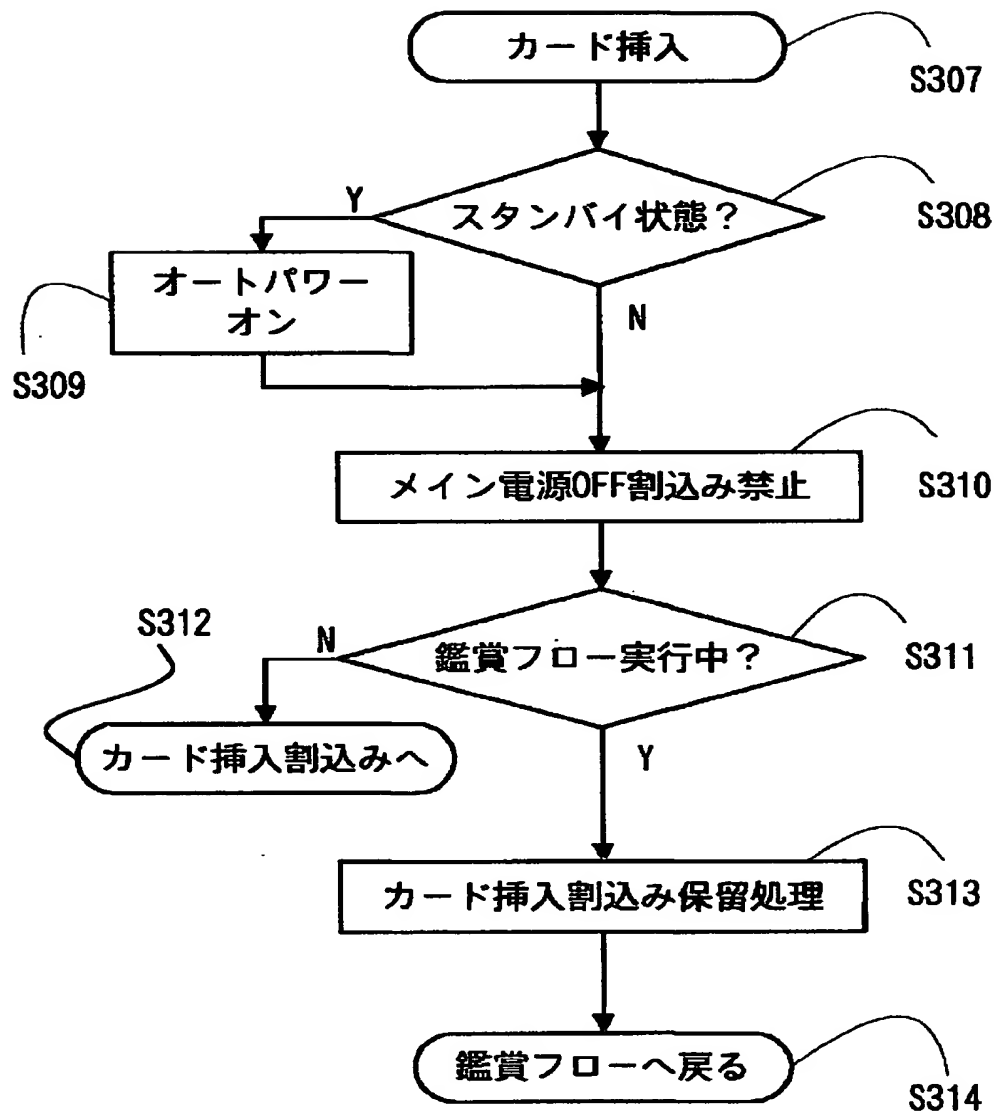 カード挿入
S307
スタンバイ状態？
S308
Y
N
オートパワー
オン
S309
メイン電源OFF割込み禁止
S310
鑑賞フロー実行中？
S311
S312
N
Y
カード挿入割込みへ
カード挿入割込み保留処理
S313
鑑賞フローへ戻る
S314